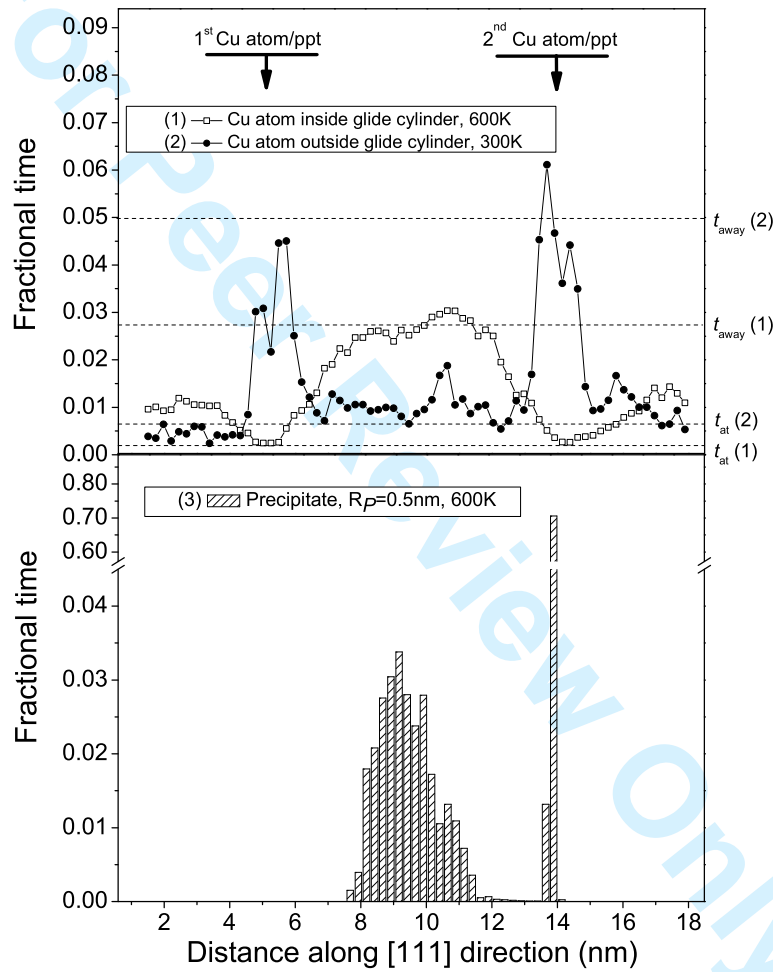 0.09
1st Cu atom/ppt
2nd Cu atom/ppt
0.08
0.07
(1) Cu atom inside glide cylinder, 600K
(2) Cu atom outside glide cylinder, 300K
0.06
0.05
0.04
0.03
0.02
0.01
0.00
Fractional time
taway (2)
taway (1)
tat (2)
tat (1)
0.80
0.70
0.60
(3) Precipitate, RP=0.5nm, 600K
0.04
0.03
0.02
0.01
0.00
Fractional time
2 4 6 8 10 12 14 16 18
Distance along [111] direction (nm)
or Peer Review Only